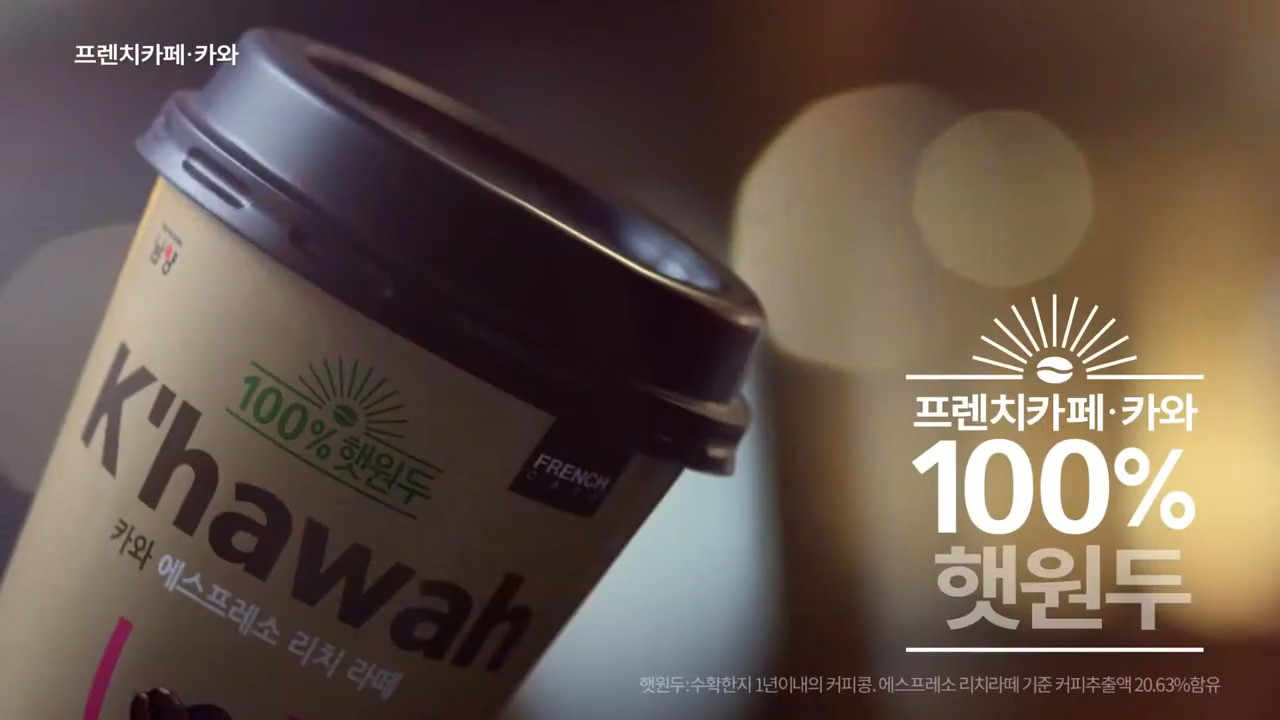 프렌치카페·카와
남양
100% 햇원두
FRENCH
K'hawah
카와 에스프레소 리치 라떼
프렌치카페·카와
100%
햇원두
햇원두:수확한지 1년이내의 커피콩. 에스프레소 리치라떼 기준 커피추출액 20.63%함유